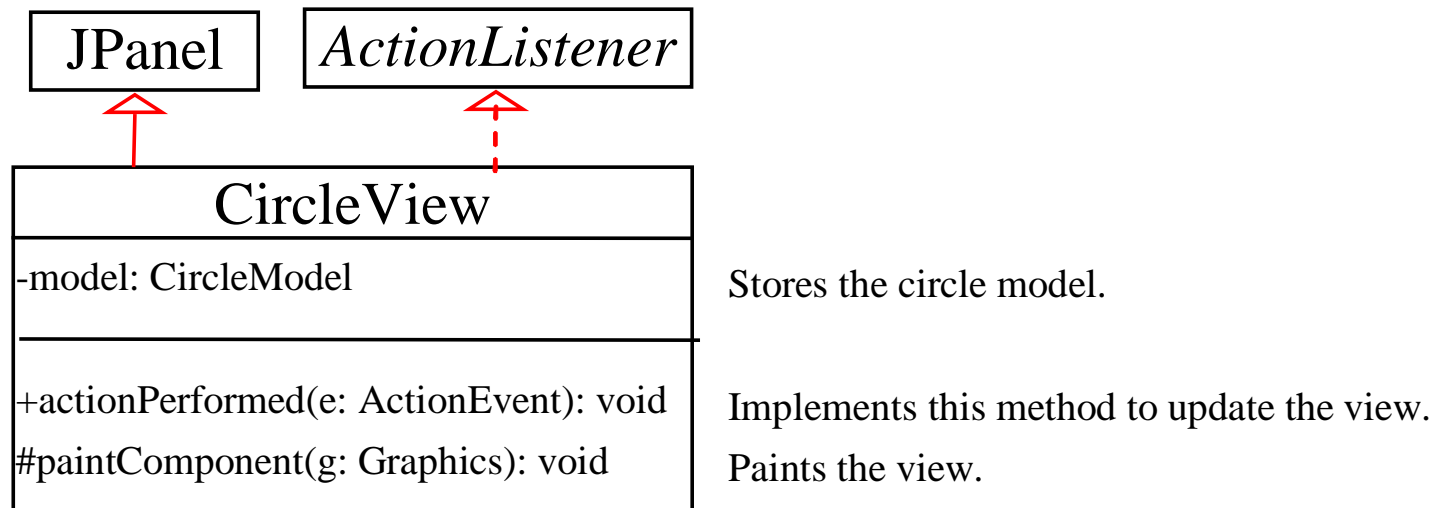 JPanel
ActionListener
CircleView
-model: CircleModel
Stores the circle model.
+actionPerformed(e: ActionEvent): void
Implements this method to update the view.
#paintComponent(g: Graphics): void
Paints the view.